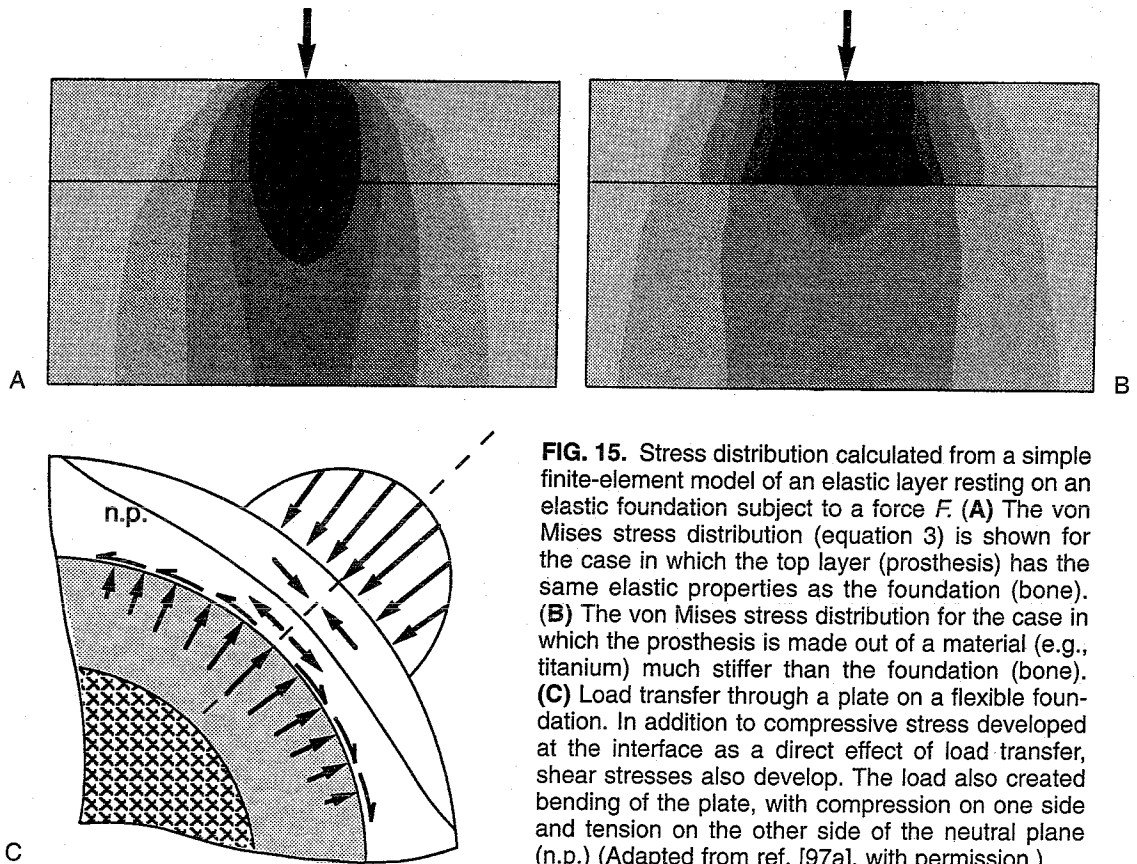 A
B
n.p.
C
FIG. 15. Stress distribution calculated from a simple
finite-element model of an elastic layer resting on an
elastic foundation subject to a force F. (A) The von
Mises stress distribution (equation 3) is shown for
the case in which the top layer (prosthesis) has the
same elastic properties as the foundation (bone).
(B) The von Mises stress distribution for the case in
which the prosthesis is made out of a material (e.g.,
titanium) much stiffer than the foundation (bone).
(C) Load transfer through a plate on a flexible foun-
dation. In addition to compressive stress developed
at the interface as a direct effect of load transfer,
shear stresses also develop. The load also created
bending of the plate, with compression on one side
and tension on the other side of the neutral plane
(n.p.) (Adapted from ref. [97a], with permission.)